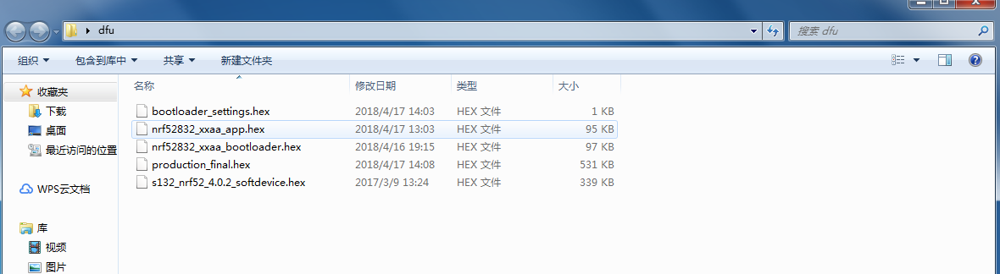 dfu
搜索 dfu
组织 包含到库中 共享 新建文件夹
收藏夹
下载
桌面
最近访问的位置
WPS云文档
库
视频
图片
名称 修改日期 类型 大小
bootloader_settings.hex 2018/4/17 14:03 HEX 文件 1 KB
nrf52832_xxaa_app.hex 2018/4/17 13:03 HEX 文件 95 KB
nrf52832_xxaa_bootloader.hex 2018/4/16 19:15 HEX 文件 97 KB
production_final.hex 2018/4/17 14:08 HEX 文件 531 KB
s132_nrf52_4.0.2_softdevice.hex 2017/3/9 13:24 HEX 文件 339 KB